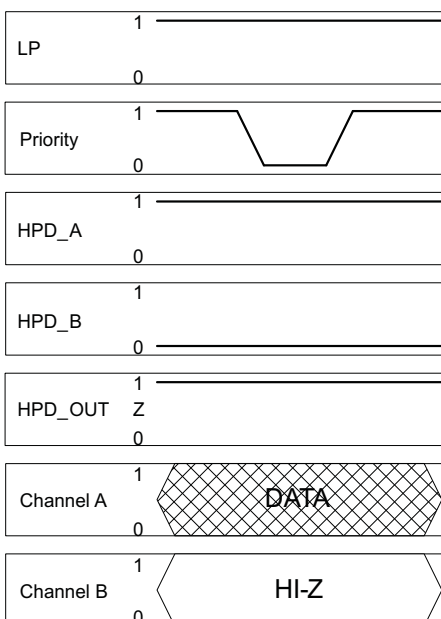 1
LP
0
1
Priority
0
1
HPD_A
0
1
HPD_B
0
1
HPD_OUT Z
0
1
Channel A DATA
0
1
Channel B HI-Z
0